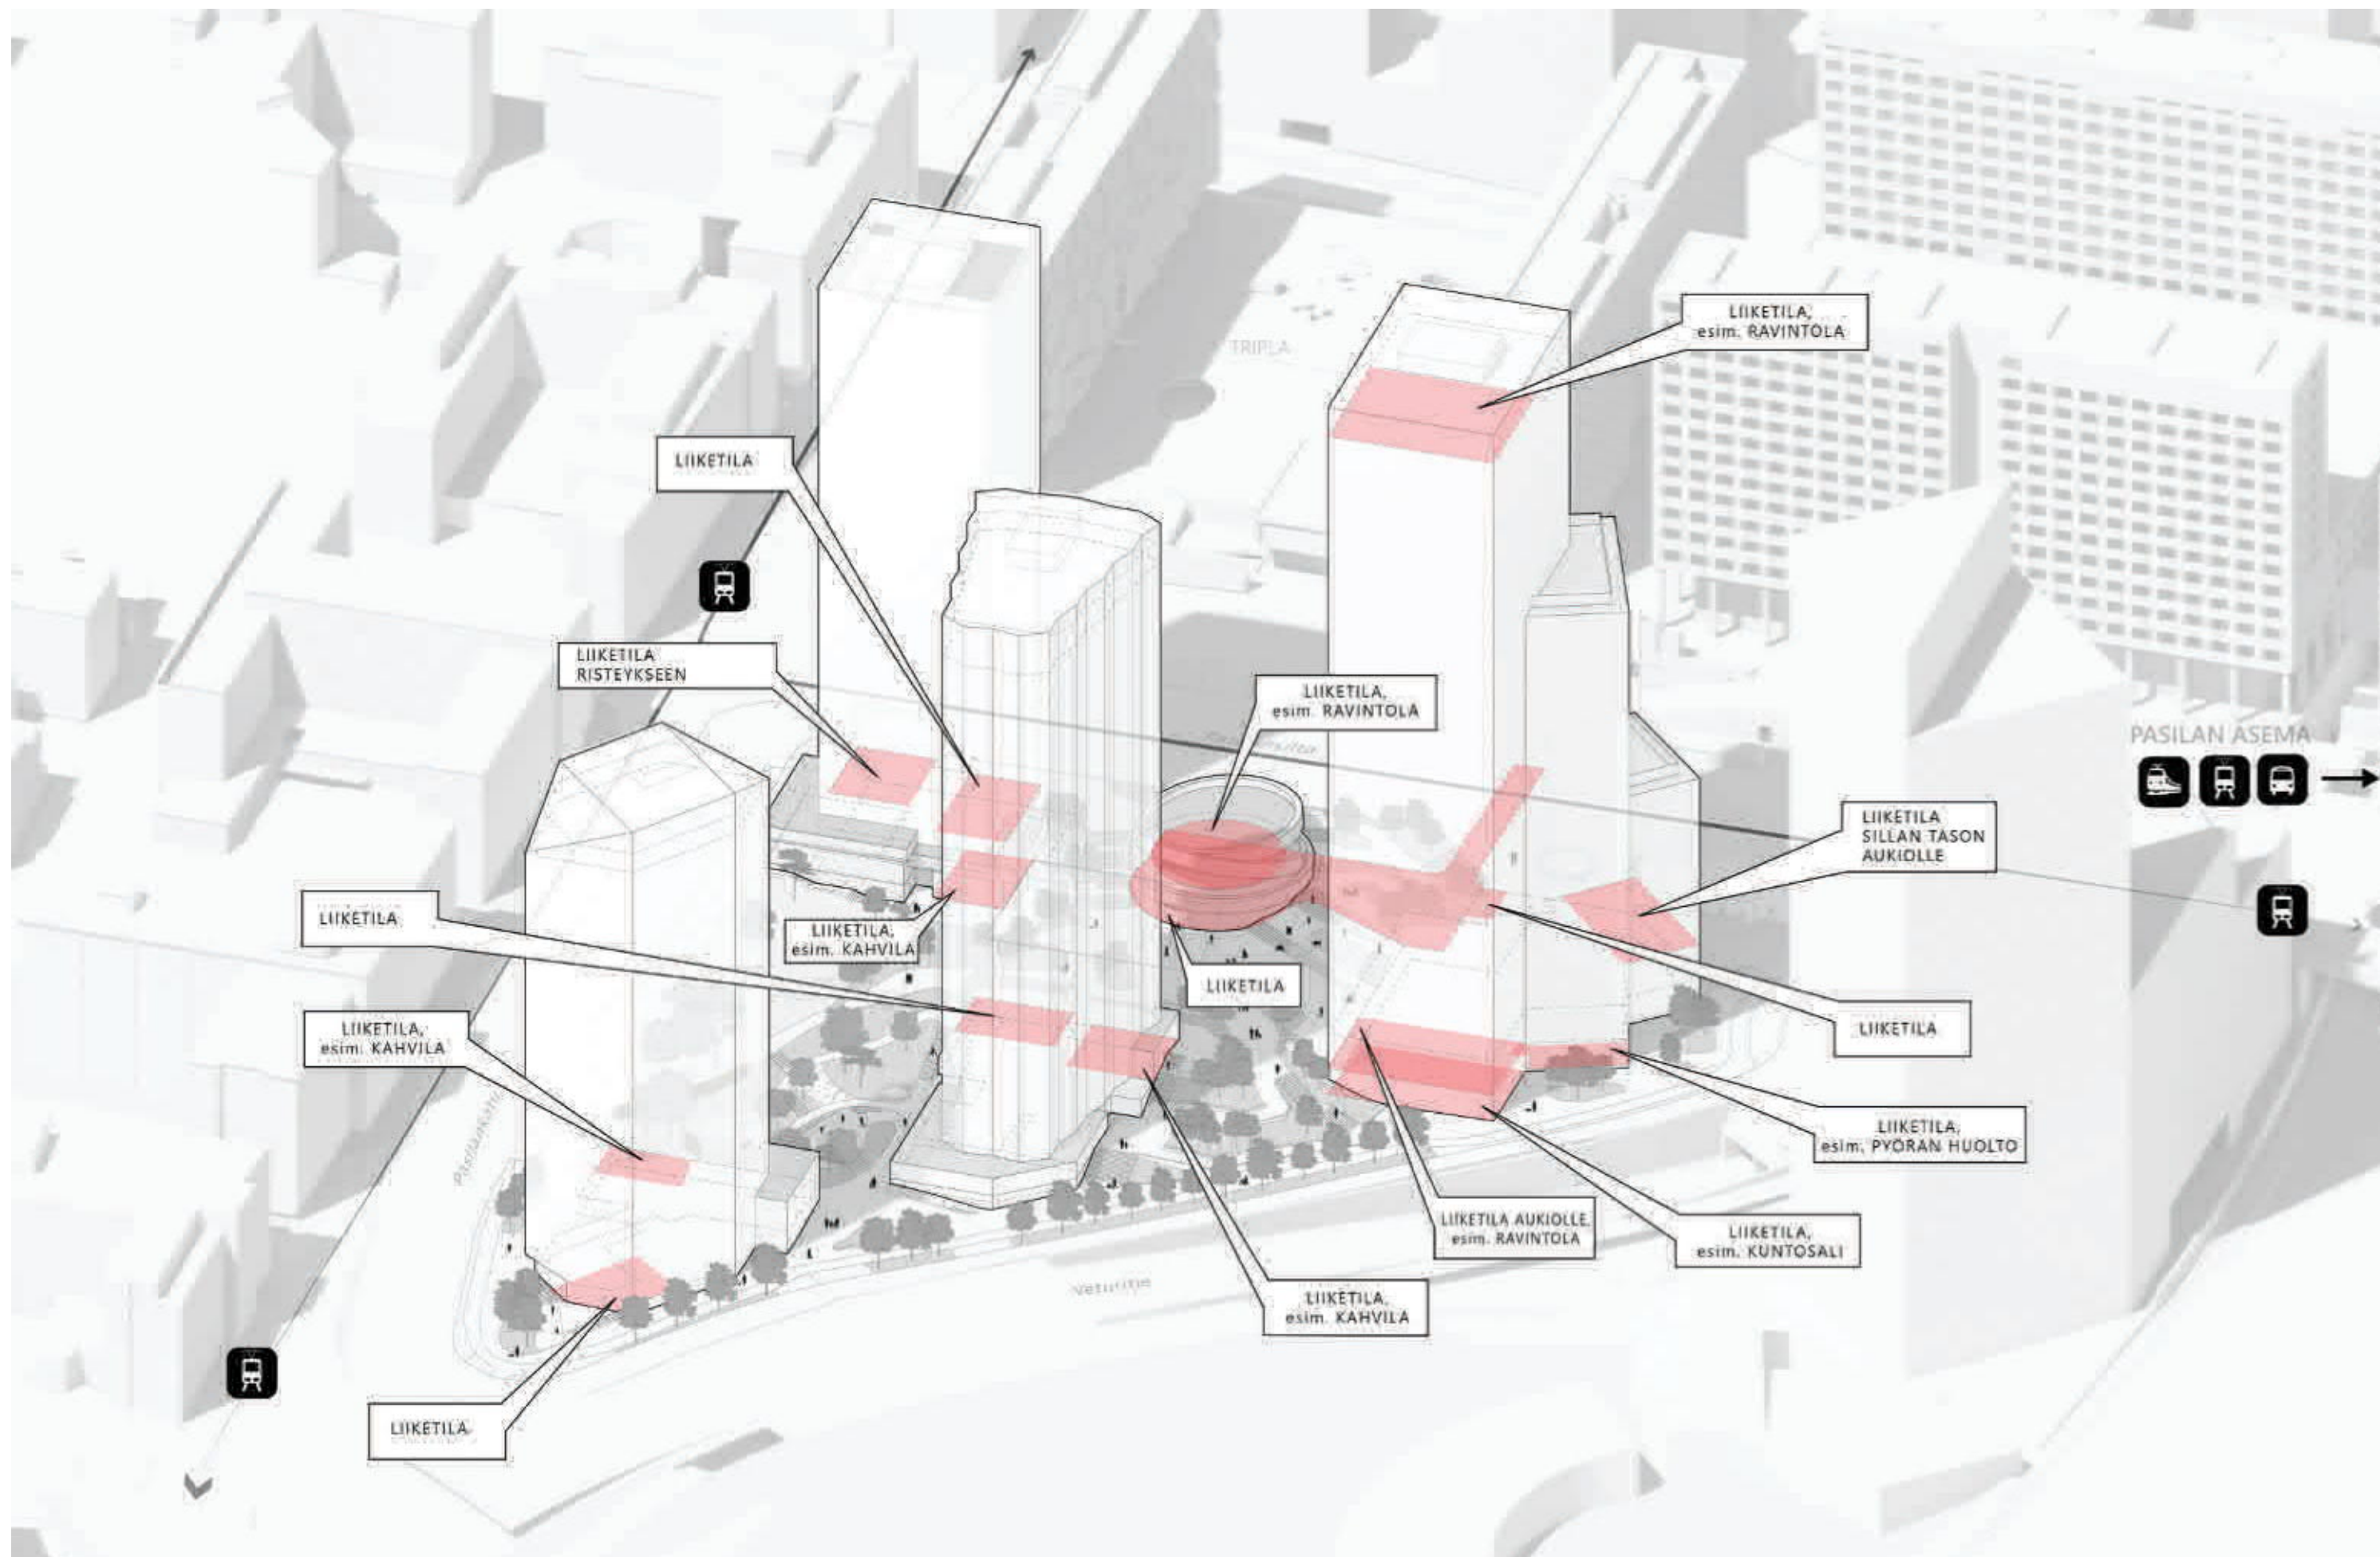 LIIKETILA,
esim. RAVINTOLA
TRIPLA
LIIKETILA
LIIKETILA
RISTEYKSEEN
LIIKETILA,
esim. RAVINTOLA
PASILAN ASEMA
LIIKETILA
SILLAN TASON
AUKIOLLE
LIIKETILA
LIIKETILA,
esim. KAHVILA
LIIKETILA
LIIKETILA
LIIKETILA,
esim. KAHVILA
LIIKETILA,
esim. PYÖRÄN HUOLTO
Pasilankatu
LIIKETILA AUKIOLLE,
esim. RAVINTOLA
LIIKETILA,
esim. KUNTOSALI
Veturitie
LIIKETILA,
esim. KAHVILA
LIIKETILA